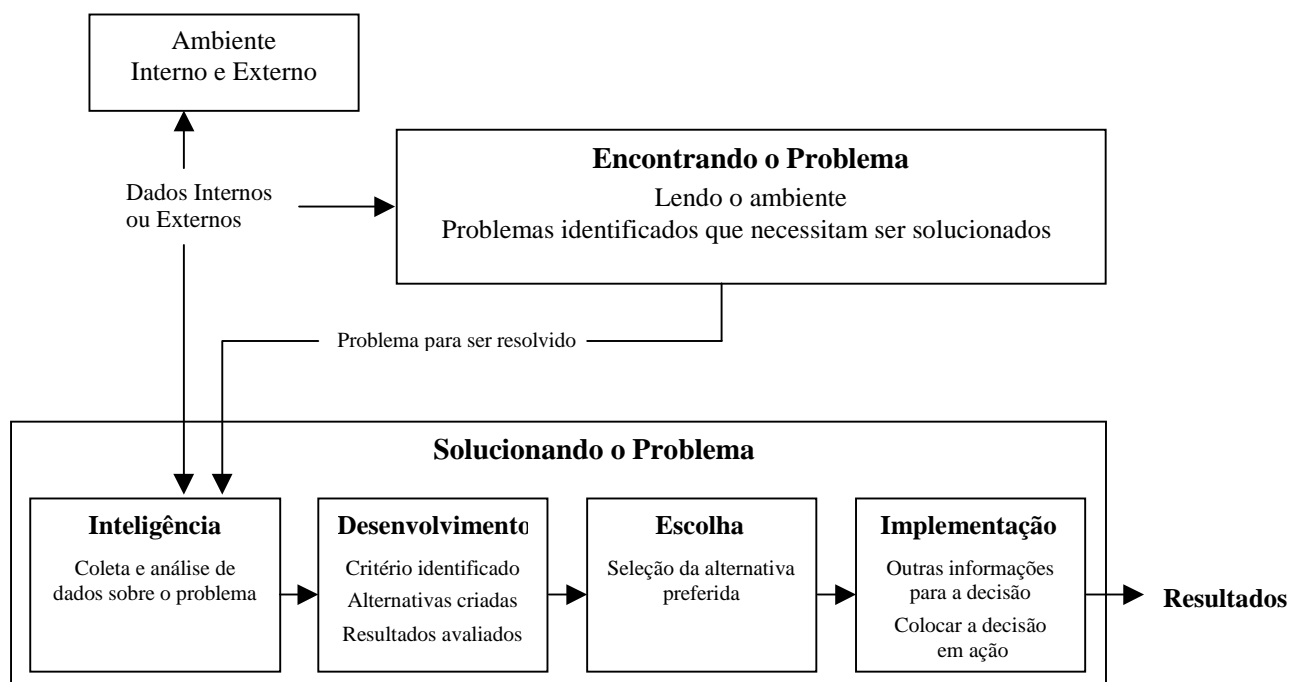 Ambiente
Interno e Externo
Encontrando o Problema
Lendo o ambiente
Problemas identificados que necessitam ser solucionados
Dados Internos
ou Externos
Problema para ser resolvido
Solucionando o Problema
Inteligência
Coleta e análise de
dados sobre o problema
Desenvolvimento
Critério identificado
Alternativas criadas
Resultados avaliados
Escolha
Seleção da alternativa
preferida
Implementação
Outras informações
para a decisão
Colocar a decisão
em ação
Resultados